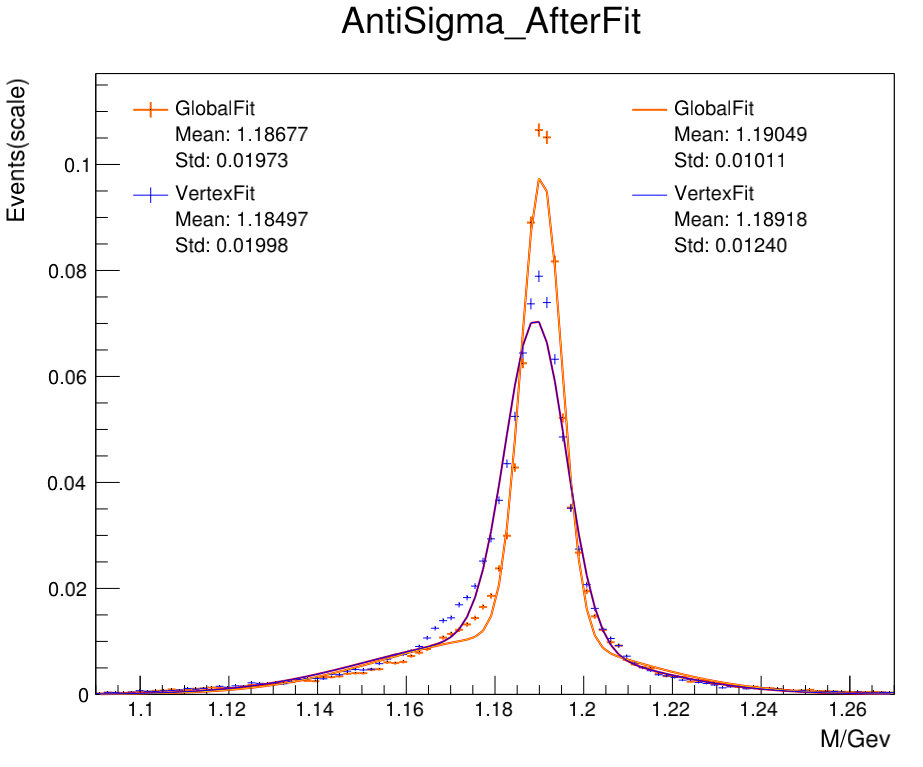 AntiSigma_AfterFit
Events(scale)
GlobalFit
Mean: 1.18677
Std: 0.01973
VertexFit
Mean: 1.18497
Std: 0.01998
GlobalFit
Mean: 1.19049
Std: 0.01011
VertexFit
Mean: 1.18918
Std: 0.01240
0.1
0.08
0.06
0.04
0.02
0
1.1 1.12 1.14 1.16 1.18 1.2 1.22 1.24 1.26
M/Gev